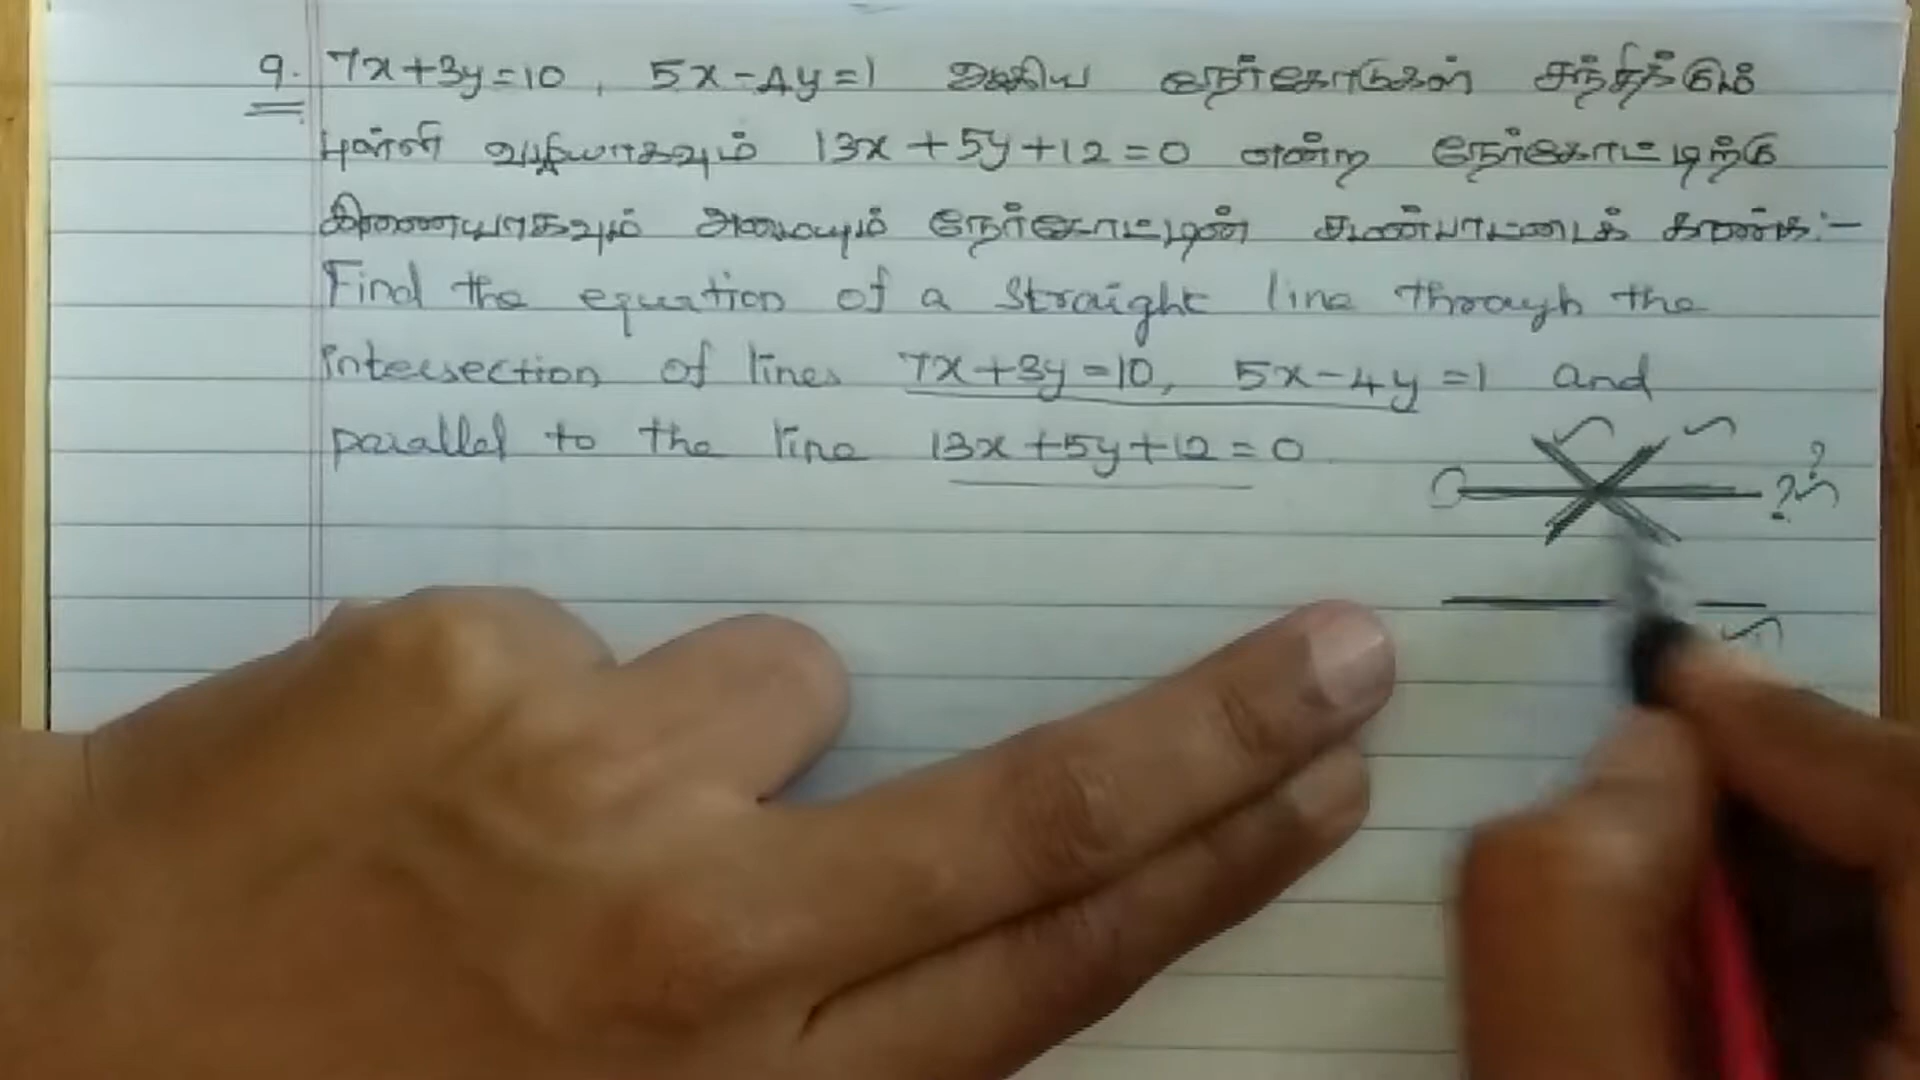 9. 7x+3y=10, 5x-4y=1 ஆகிய நேர்கோடுகள் சந்திக்கும்
புள்ளி வழியாகவும் 13x+5y+12=0 என்ற நேர்கோட்டிற்கு
இணையாகவும் அமையும் நேர்கோட்டின் சமன்பாட்டைக் காண்க:-
Find the equation of a straight line through the
intersection of lines 7x+3y=10, 5x-4y=1 and
parallel to the line 13x+5y+12=0
? ?